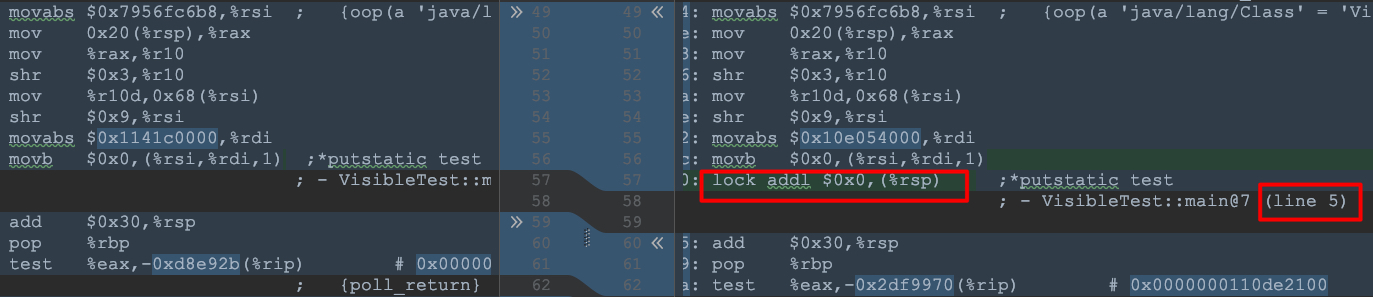 movabs $0x7956fc6b8,%rsi ; {oop(a 'java/l 49 49 4: movabs $0x7956fc6b8,%rsi ; {oop(a 'java/lang/Class' = 'Vi
mov 0x20(%rsp),%rax 50 50 e: mov 0x20(%rsp),%rax
mov %rax,%r10 51 51 3: mov %rax,%r10
shr $0x3,%r10 52 52 6: shr $0x3,%r10
mov %r10d,0x68(%rsi) 53 53 a: mov %r10d,0x68(%rsi)
shr $0x9,%rsi 54 54 e: shr $0x9,%rsi
movabs $0x1141c0000,%rdi 55 55 2: movabs $0x10e054000,%rdi
movb $0x0,(%rsi,%rdi,1) ;*putstatic test 56 56 c: movb $0x0,(%rsi,%rdi,1)
; - VisibleTest::m 57 57 0: lock addl $0x0,(%rsp) ;*putstatic test
58 58 ; - VisibleTest::main@7 (line 5)
add $0x30,%rsp 59 59
pop %rbp 60 60 5: add $0x30,%rsp
test %eax,-0xd8e92b(%rip) # 0x00000 61 61 9: pop %rbp
; {poll_return} 62 62 a: test %eax,-0x2df9970(%rip) # 0x0000000110de2100